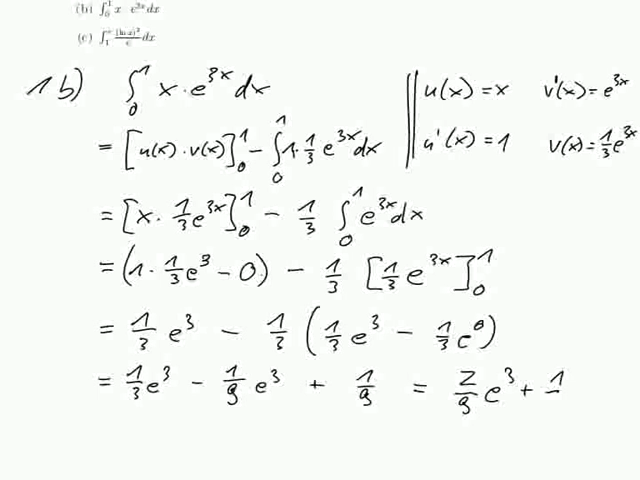 (b) ∫₀¹ x e^{3x} dx
(c) ∫₁ (ln x)² dx
1b) ∫₀¹ x · e^{3x} dx || u(x) = x v'(x) = e^{3x}
= [u(x) · v(x)]₀¹ − ∫₀¹ 1 · 1/3 e^{3x} dx || u'(x) = 1 v(x) = 1/3 e^{3x}
= [x · 1/3 e^{3x}]₀¹ − 1/3 ∫₀¹ e^{3x} dx
= (1 · 1/3 e³ − 0) − 1/3 [1/3 e^{3x}]₀¹
= 1/3 e³ − 1/3 (1/3 e³ − 1/3 e⁰)
= 1/3 e³ − 1/9 e³ + 1/9 = 2/9 e³ + 1